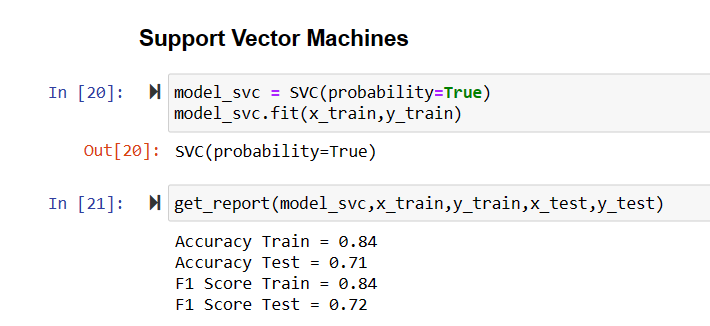 Support Vector Machines
In [20]: model_svc = SVC(probability=True)
model_svc.fit(x_train,y_train)
Out[20]: SVC(probability=True)
In [21]: get_report(model_svc,x_train,y_train,x_test,y_test)
Accuracy Train = 0.84
Accuracy Test = 0.71
F1 Score Train = 0.84
F1 Score Test = 0.72